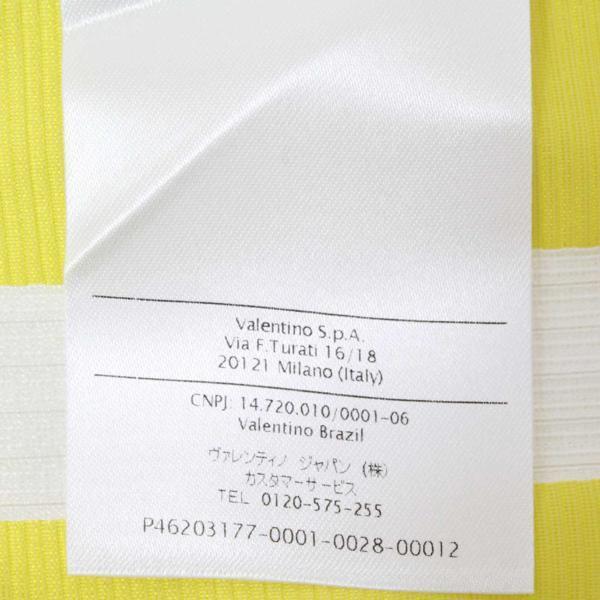 Valentino S.p.A.
Via F.Turati 16/18
20121 Milano (Italy)
CNPJ: 14.720.010/0001-06
Valentino Brazil
ヴァレンティノ ジャパン (株)
カスタマーサービス
TEL 0120-575-255
P46203177-0001-0028-00012